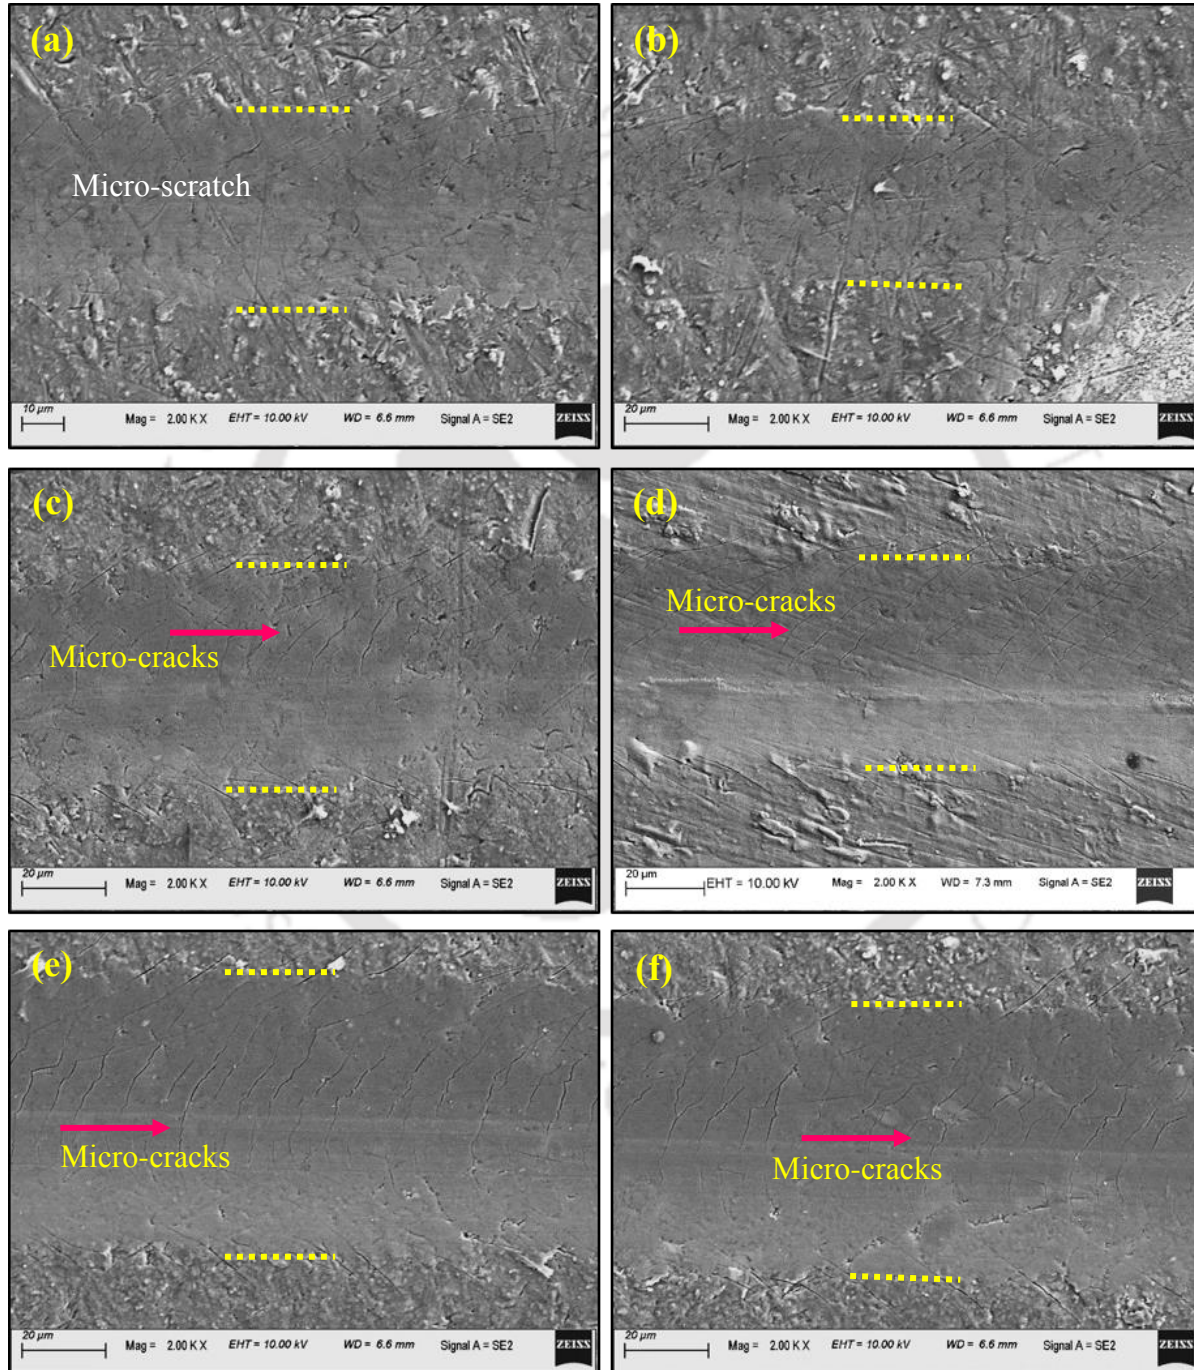 (a)
Micro-scratch
10 µm
Mag = 2.00 K X EHT = 10.00 kV WD = 6.6 mm Signal A = SE2 ZEISS
(b)
20 µm
Mag = 2.00 K X EHT = 10.00 kV WD = 6.6 mm Signal A = SE2 ZEISS
(c)
Micro-cracks
20 µm
Mag = 2.00 K X EHT = 10.00 kV WD = 6.6 mm Signal A = SE2 ZEISS
(d)
Micro-cracks
20 µm
EHT = 10.00 kV Mag = 2.00 K X WD = 7.3 mm Signal A = SE2 ZEISS
(e)
Micro-cracks
20 µm
Mag = 2.00 K X EHT = 10.00 kV WD = 6.6 mm Signal A = SE2 ZEISS
(f)
Micro-cracks
20 µm
Mag = 2.00 K X EHT = 10.00 kV WD = 6.6 mm Signal A = SE2 ZEISS